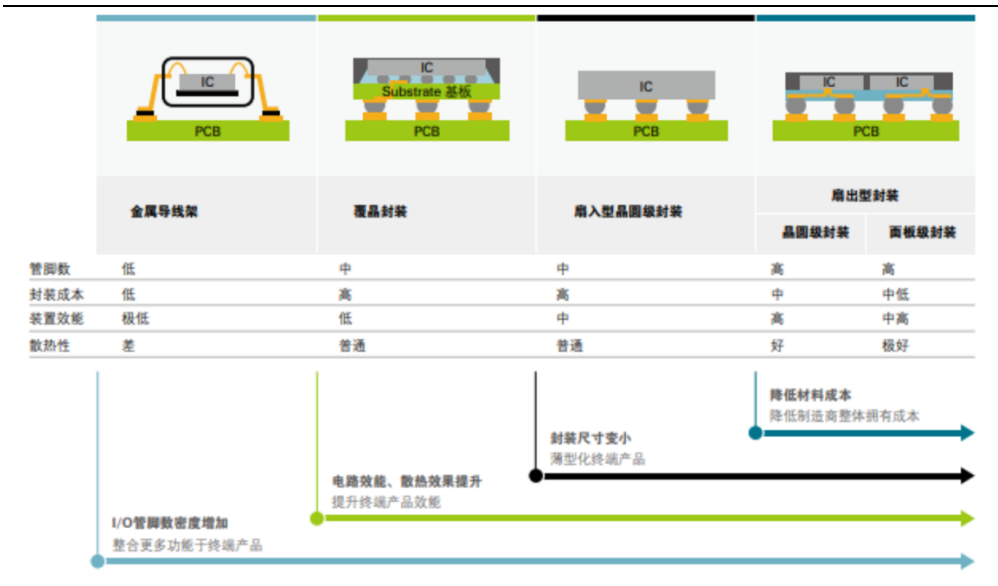 IC
PCB
IC
Substrate 基板
PCB
IC
PCB
IC IC
PCB
金属导线架 覆晶封装 扇入型晶圆级封装 扇出型封装
晶圆级封装 面板级封装
管脚数 低 中 中 高 高
封装成本 低 高 高 中 中低
装置效能 极低 低 中 高 中高
散热性 差 普通 普通 好 极好
降低材料成本
降低制造商整体拥有成本
封装尺寸变小
薄型化终端产品
电路效能、散热效果提升
提升终端产品效能
I/O管脚数密度增加
整合更多功能于终端产品